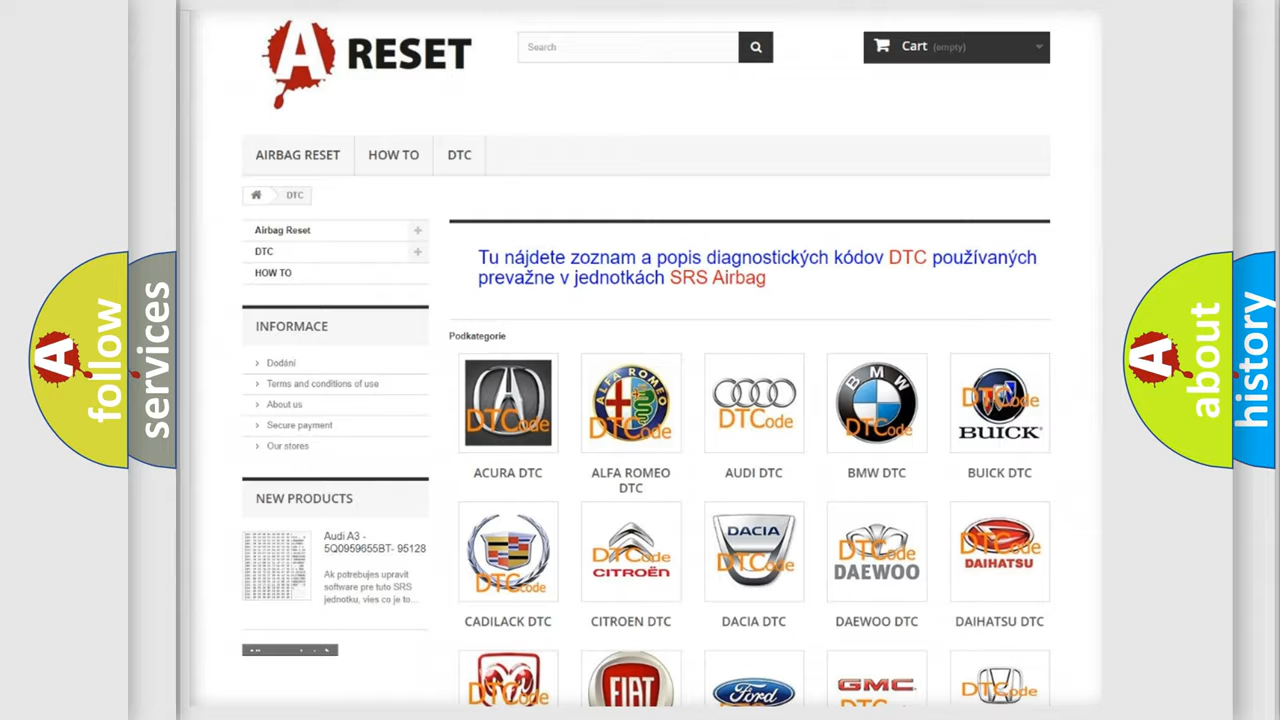 A RESET
Search
Cart (empty)
AIRBAG RESET
HOW TO
DTC
DTC
Airbag Reset
DTC
HOW TO
INFORMACE
Dodání
Terms and conditions of use
About us
Secure payment
Our stores
NEW PRODUCTS
Audi A3 -
5Q0959655BT- 95128
Ak potrebujes upravit
software pre tuto SRS
jednotku, vies co je to...
Tu nájdete zoznam a popis diagnostických kódov DTC používaných
prevažne v jednotkách SRS Airbag
Podkategorie
DTCode
ALFA ROMEO
DTCode
DTCode
BMW
DTCode
DTCode
BUICK
ACURA DTC
ALFA ROMEO
DTC
AUDI DTC
BMW DTC
BUICK DTC
DTCode
DTCode
CITROËN
DACIA
DTCode
DTCode
DAEWOO
DTCode
DAIHATSU
CADILACK DTC
CITROEN DTC
DACIA DTC
DAEWOO DTC
DAIHATSU DTC
DTCode
FIAT
Ford
GMC
DTCode
A follow
services
A about
history